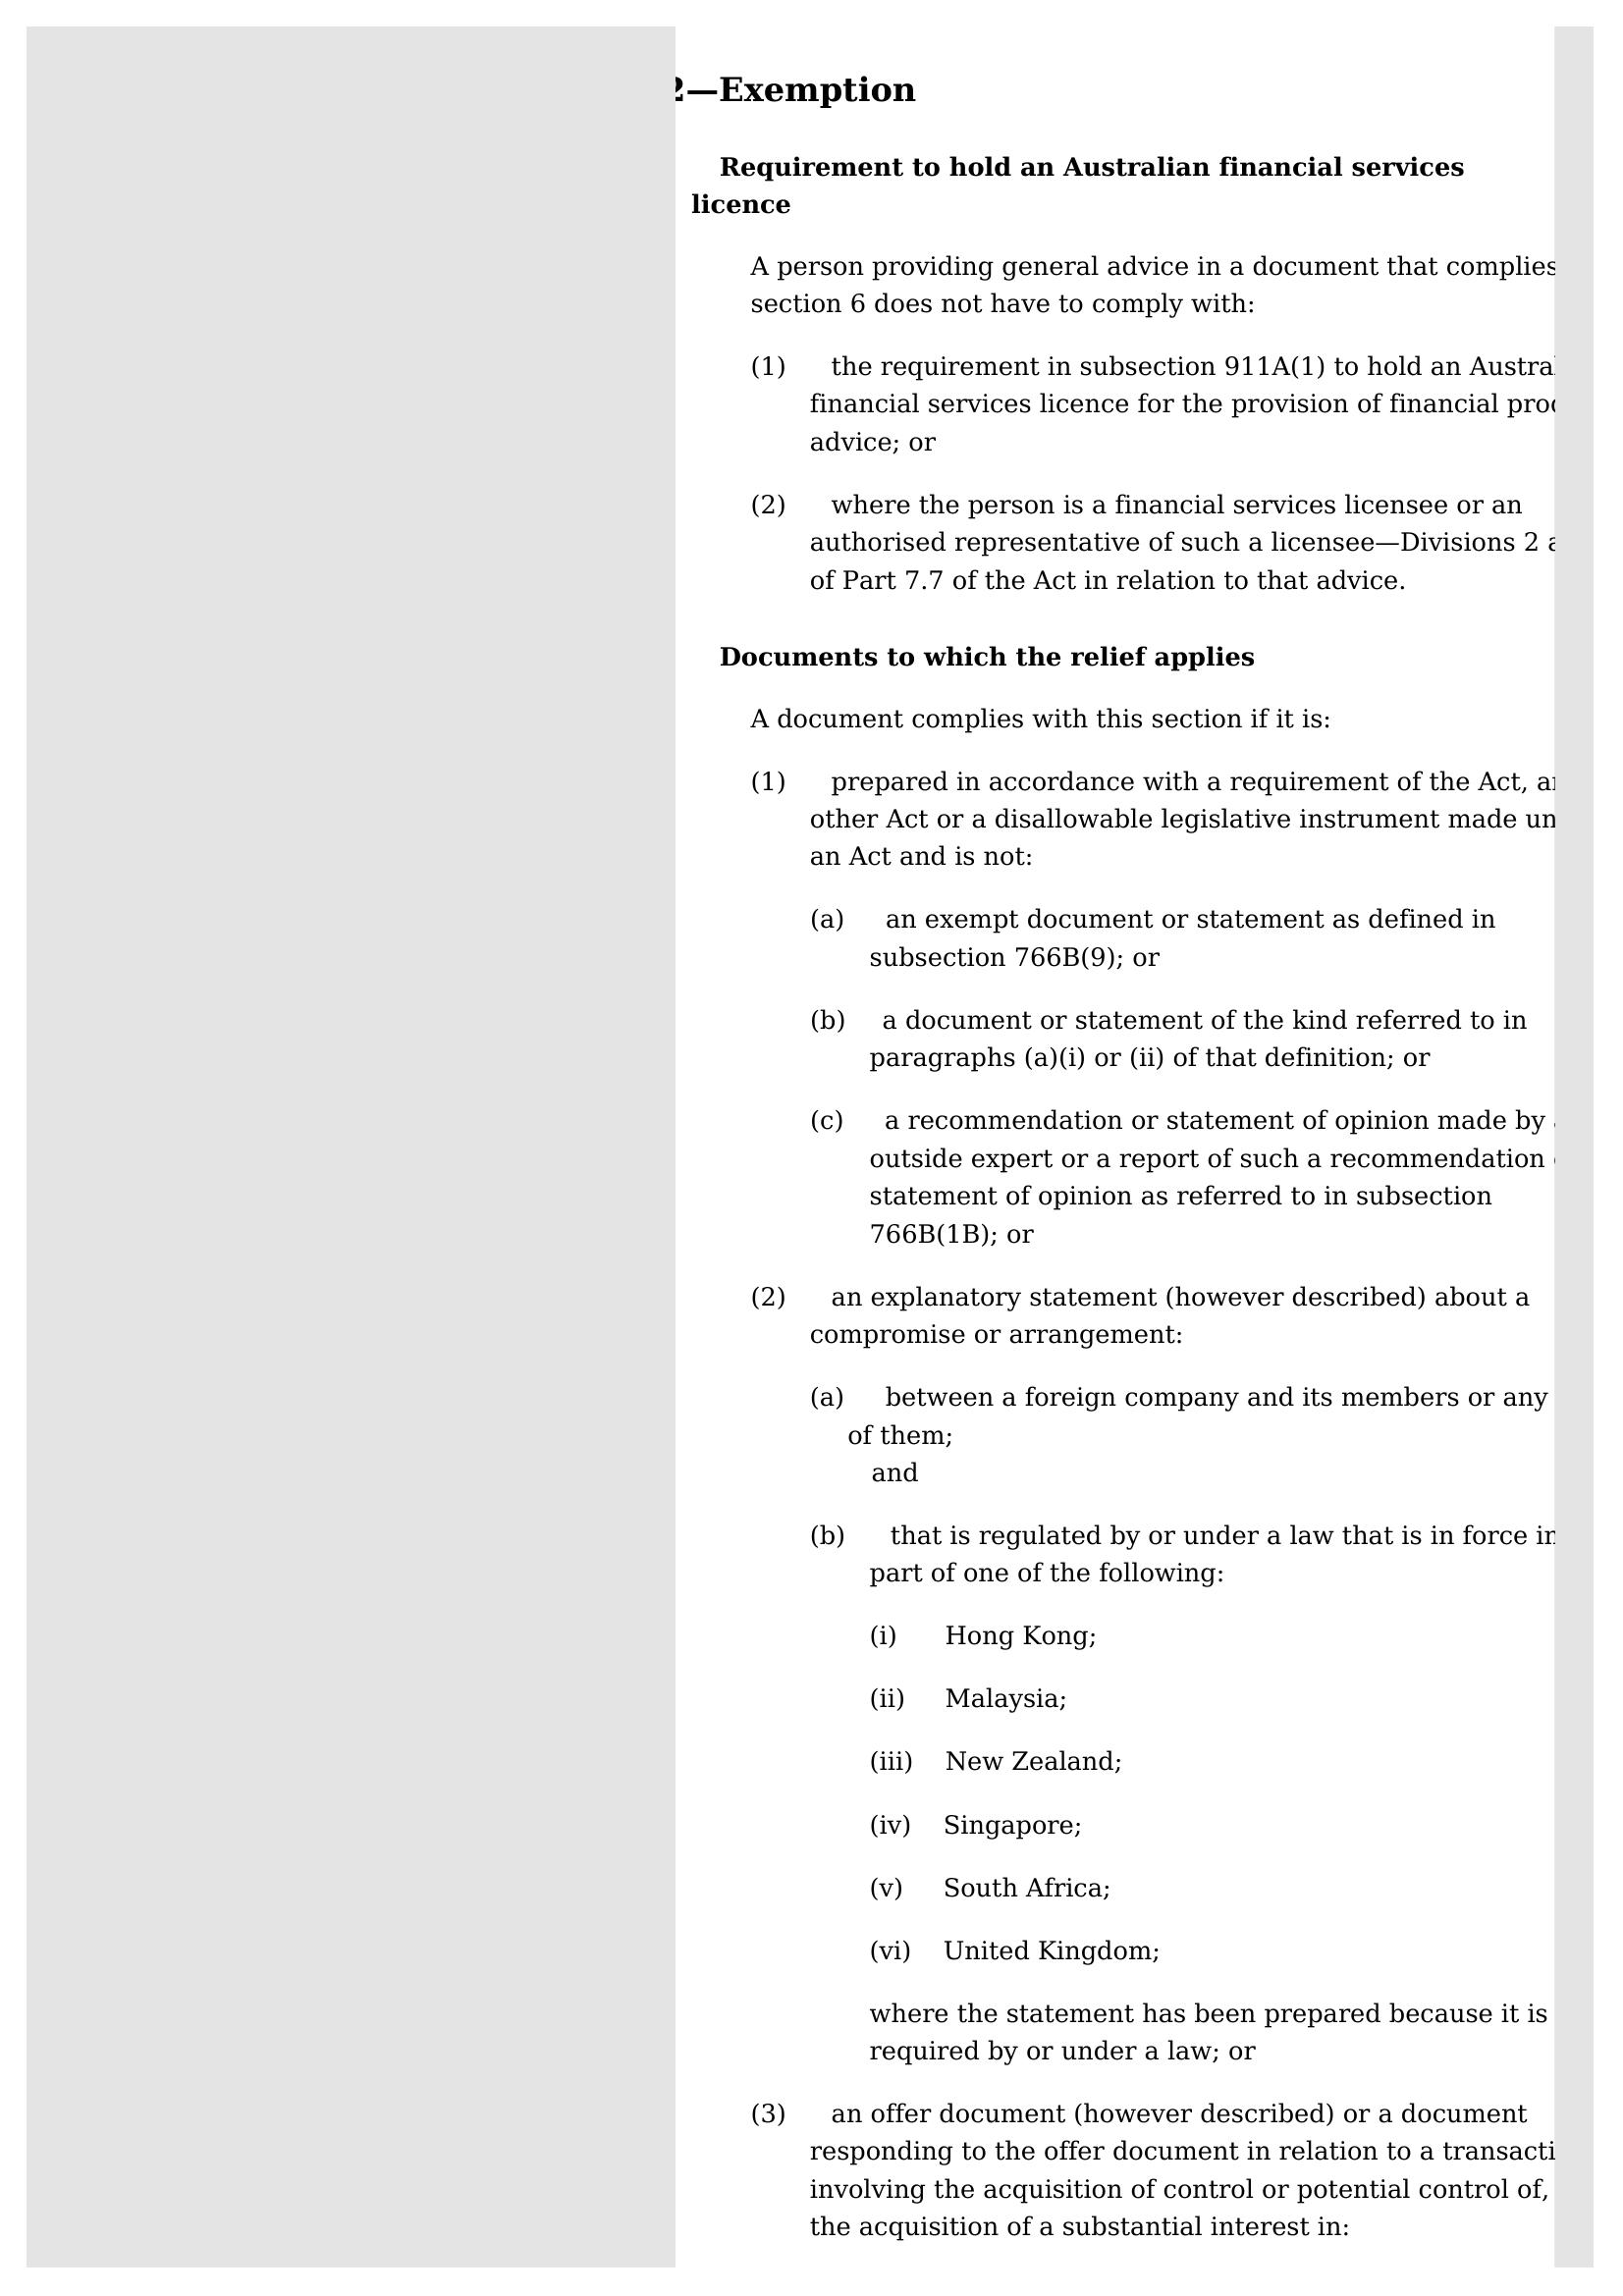 2—Exemption
Requirement to hold an Australian financial services
licence
A person providing general advice in a document that complies
section 6 does not have to comply with:
(1) the requirement in subsection 911A(1) to hold an
financial services licence for the provision of financial
advice; or
(2) where the person is a financial services licensee or an
authorised representative of such a licensee—Divisions 2
of Part 7.7 of the Act in relation to that advice.
Documents to which the relief applies
A document complies with this section if it is:
(1) prepared in accordance with a requirement of the Act,
other Act or a disallowable legislative instrument made
an Act and is not:
(a) an exempt document or statement as defined in
subsection 766B(9); or
(b) a document or statement of the kind referred to in
paragraphs (a)(i) or (ii) of that definition; or
(c) a recommendation or statement of opinion made by
outside expert or a report of such a recommendation
statement of opinion as referred to in subsection
766B(1B); or
(2) an explanatory statement (however described) about a
compromise or arrangement:
(a) between a foreign company and its members or any
of them;
and
(b) that is regulated by or under a law that is in force in
part of one of the following:
(i) Hong Kong;
(ii) Malaysia;
(iii) New Zealand;
(iv) Singapore;
(v) South Africa;
(vi) United Kingdom;
where the statement has been prepared because it is
required by or under a law; or
(3) an offer document (however described) or a document
responding to the offer document in relation to a
involving the acquisition of control or potential control of,
the acquisition of a substantial interest in: